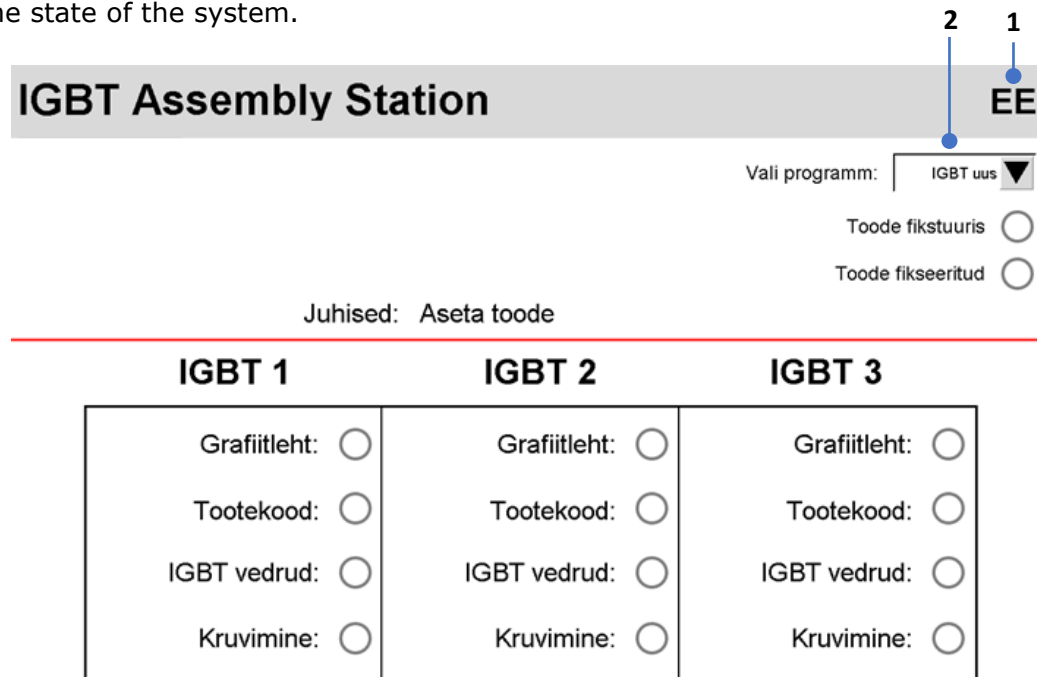 he state of the system.
2 1
IGBT Assembly Station EE
Vali programm: IGBT uus
Toode fikstuuris
Toode fikseeritud
Juhised: Aseta toode
IGBT 1 IGBT 2 IGBT 3
Grafiitleht: Grafiitleht: Grafiitleht:
Tootekood: Tootekood: Tootekood:
IGBT vedrud: IGBT vedrud: IGBT vedrud:
Kruvimine: Kruvimine: Kruvimine: